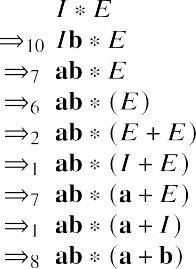 I * E
⇒₁₀ Ib * E
⇒₇ ab * E
⇒₆ ab * (E)
⇒₂ ab * (E + E)
⇒₁ ab * (I + E)
⇒₇ ab * (a + E)
⇒₁ ab * (a + I)
⇒₈ ab * (a + b)